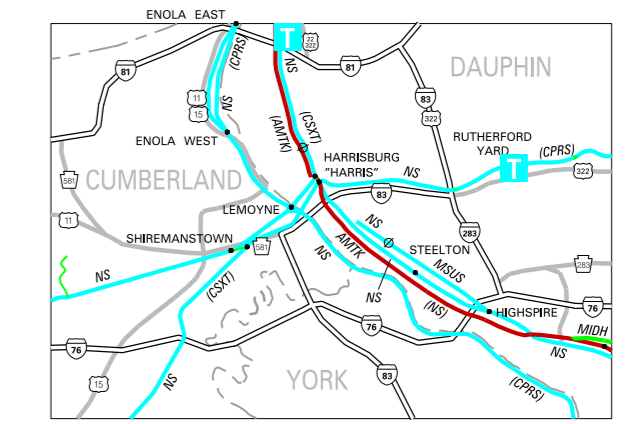 ENOLA EAST
T
22
322
(CPRS)
NS
NS
81
81
DAUPHIN
11
15
NS
(CSXT)
(AMTK)
83
322
ENOLA WEST
RUTHERFORD
YARD
(CPRS)
T
322
HARRISBURG
"HARRIS"
581
CUMBERLAND
NS
83
LEMOYNE
11
NS
283
SHIREMANSTOWN
581
NS
AMTK
STEELTON
MSUS
283
NS
(CSXT)
NS
(NS)
HIGHSPIRE
76
76
MIDH
76
NS
15
NS
YORK
83
(CPRS)